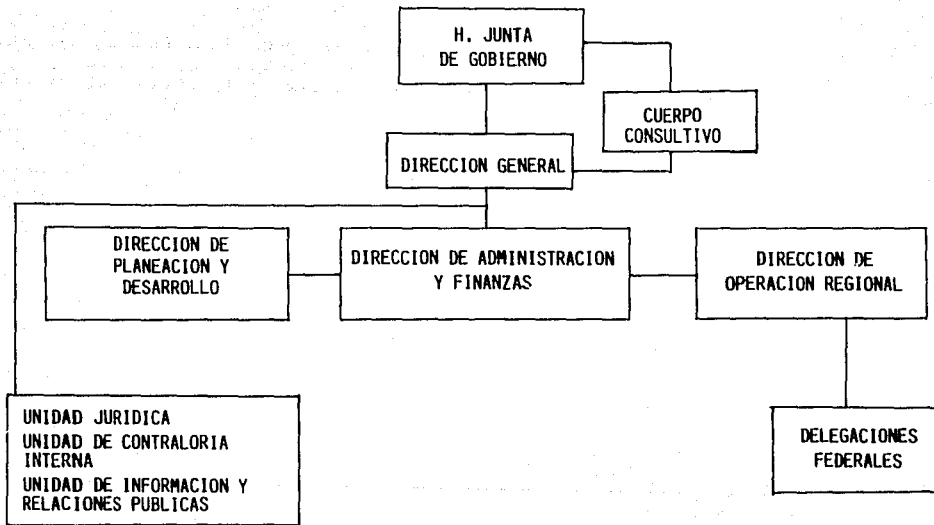 H. JUNTA
DE GOBIERNO
CUERPO
CONSULTIVO
DIRECCION GENERAL
DIRECCION DE
PLANEACION Y
DESARROLLO
DIRECCION DE ADMINISTRACION
Y FINANZAS
DIRECCION DE
OPERACION REGIONAL
UNIDAD JURIDICA
UNIDAD DE CONTRALORIA
INTERNA
UNIDAD DE INFORMACION Y
RELACIONES PUBLICAS
DELEGACIONES
FEDERALES